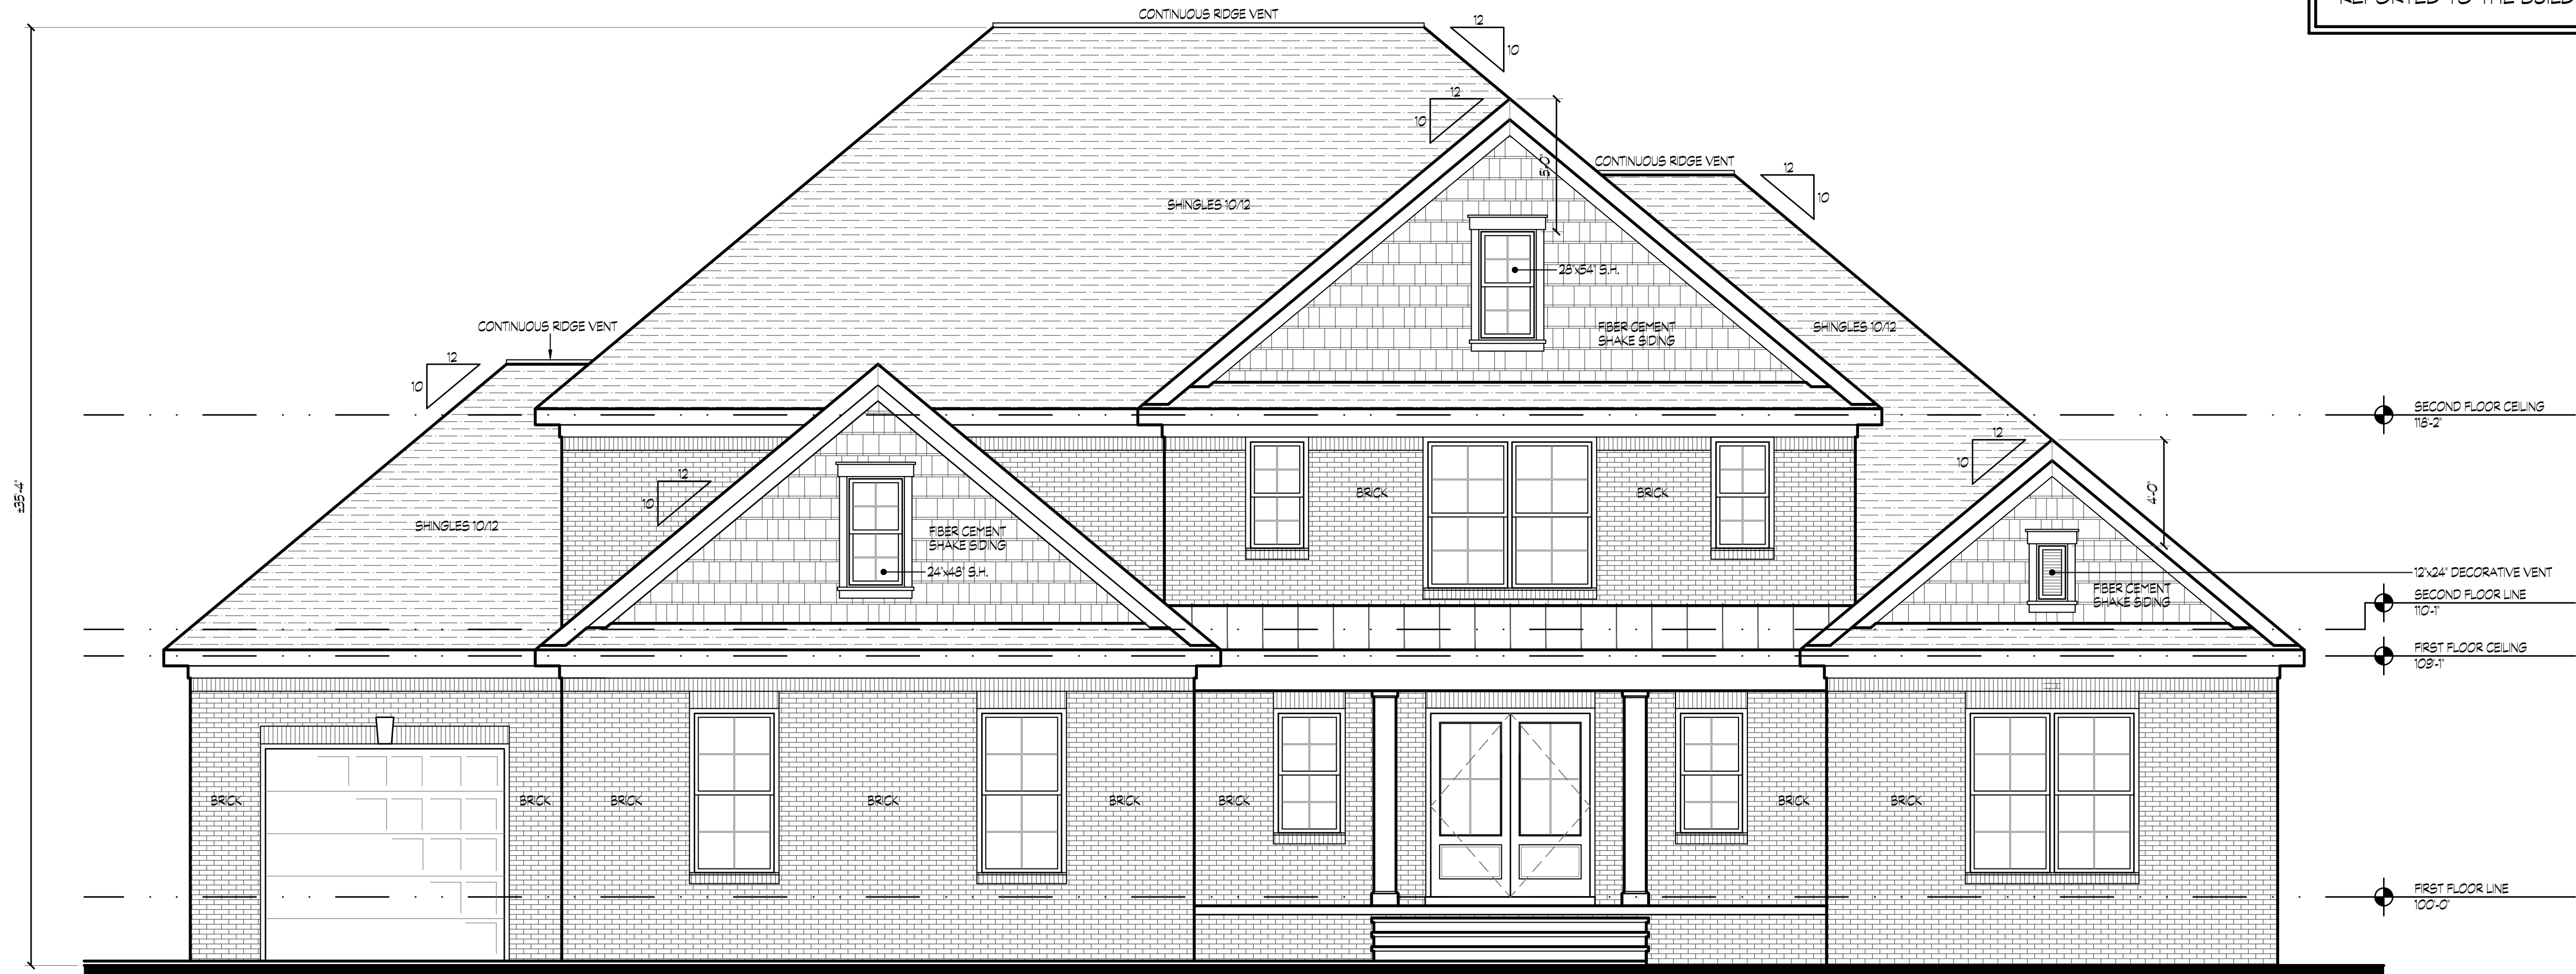 REPORTED TO THE BUILD
CONTINUOUS RIDGE VENT
12
10
12
10
5'-0"
CONTINUOUS RIDGE VENT
12
10
SHINGLES 10/12
28"x54" S.H.
FIBER CEMENT
SHAKE SIDING
SHINGLES 10/12
CONTINUOUS RIDGE VENT
12
10
SECOND FLOOR CEILING
118'-2"
12
10
12
10
4'-0"
±35'-4"
BRICK
BRICK
SHINGLES 10/12
FIBER CEMENT
SHAKE SIDING
24"x48" S.H.
12"x24" DECORATIVE VENT
FIBER CEMENT
SHAKE SIDING
SECOND FLOOR LINE
110'-1"
FIRST FLOOR CEILING
109'-1"
BRICK
BRICK
BRICK
BRICK
BRICK
BRICK
BRICK
BRICK
FIRST FLOOR LINE
100'-0"